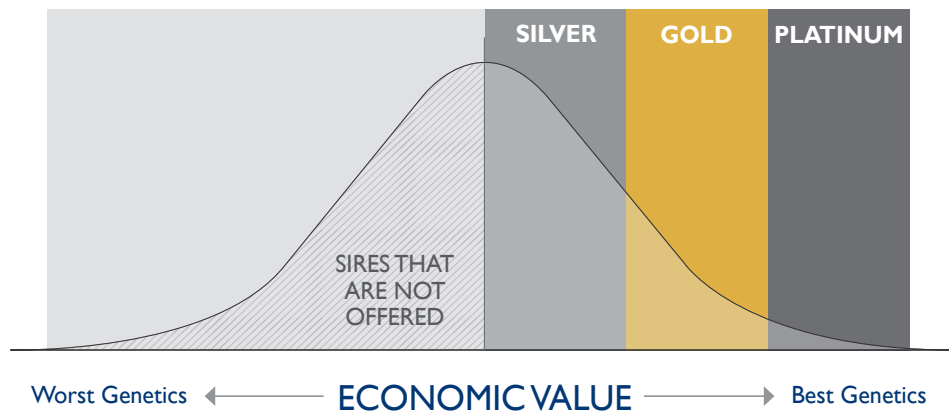 SILVER GOLD PLATINUM
SIRES THAT
ARE NOT
OFFERED
Worst Genetics ECONOMIC VALUE Best Genetics